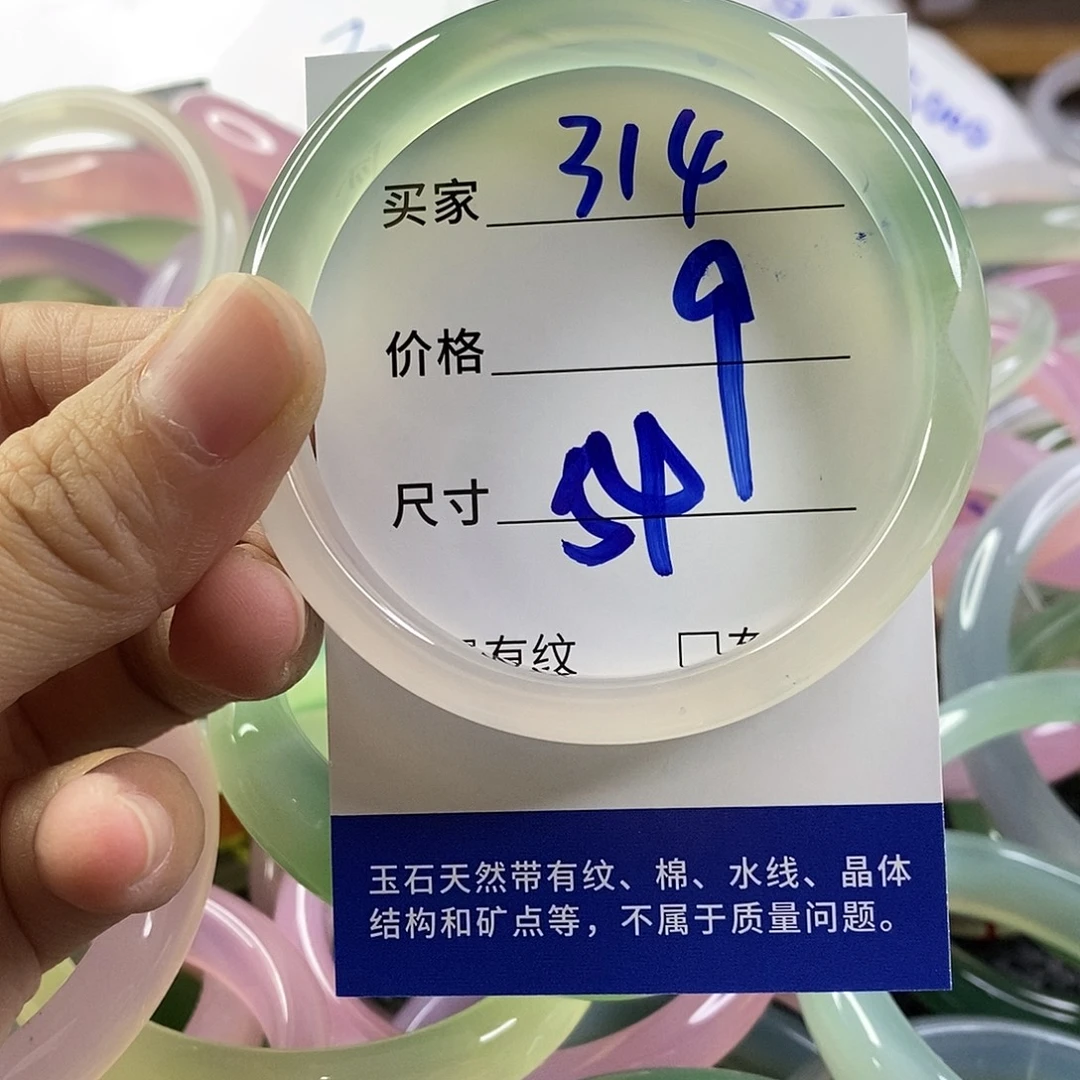 买家 314
价格 9
尺寸 54
有纹 □有
玉石天然带有纹、棉、水线、晶体
结构和矿点等，不属于质量问题。